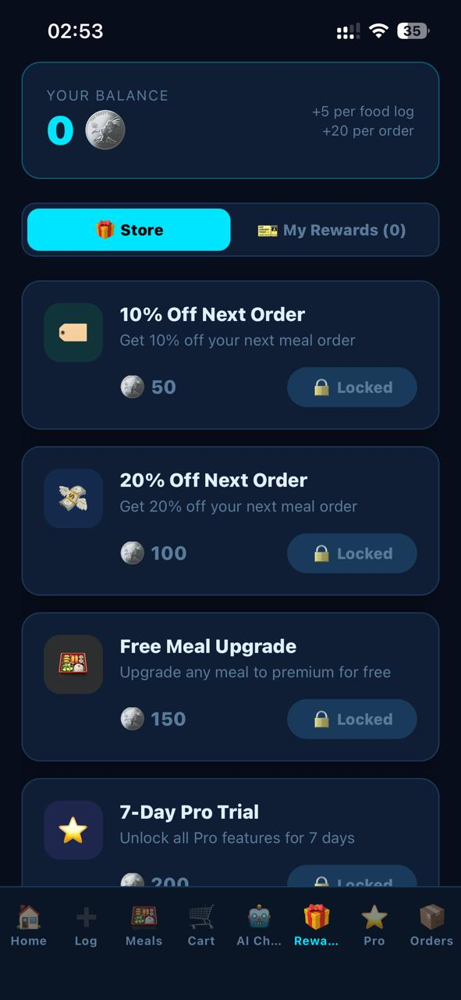 02:53
35
YOUR BALANCE
0
+5 per food log
+20 per order
Store
My Rewards (0)
10% Off Next Order
Get 10% off your next meal order
50
Locked
20% Off Next Order
Get 20% off your next meal order
100
Locked
Free Meal Upgrade
Upgrade any meal to premium for free
150
Locked
7-Day Pro Trial
Unlock all Pro features for 7 days
200
Locked
Home
Log
Meals
Cart
AI Ch...
Rewa...
Pro
Orders